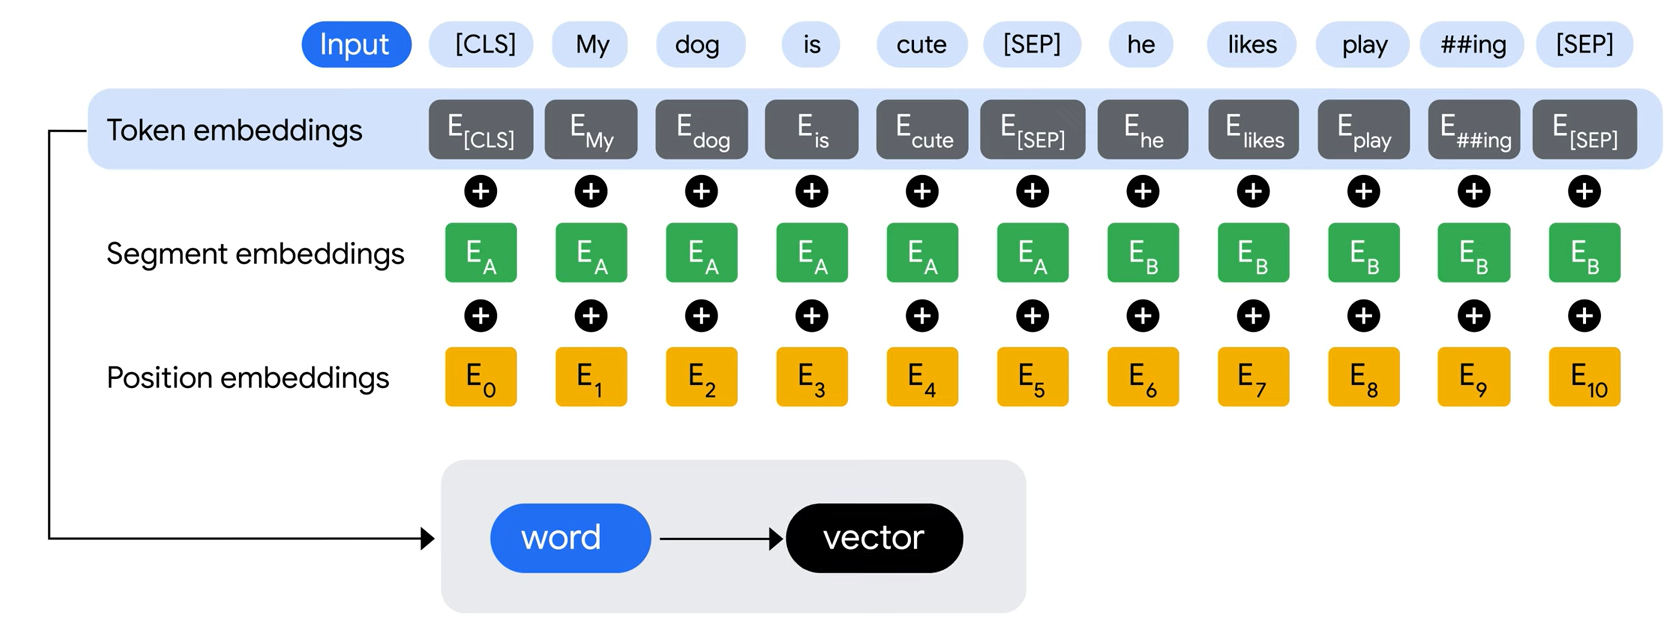 Input [CLS] My dog is cute [SEP] he likes play ##ing [SEP]
Token embeddings E[CLS] EMy Edog Eis Ecute E[SEP] Ehe Elikes Eplay E##ing E[SEP]
+ + + + + + + + + + +
Segment embeddings EA EA EA EA EA EA EB EB EB EB EB
+ + + + + + + + + + +
Position embeddings E0 E1 E2 E3 E4 E5 E6 E7 E8 E9 E10
word vector